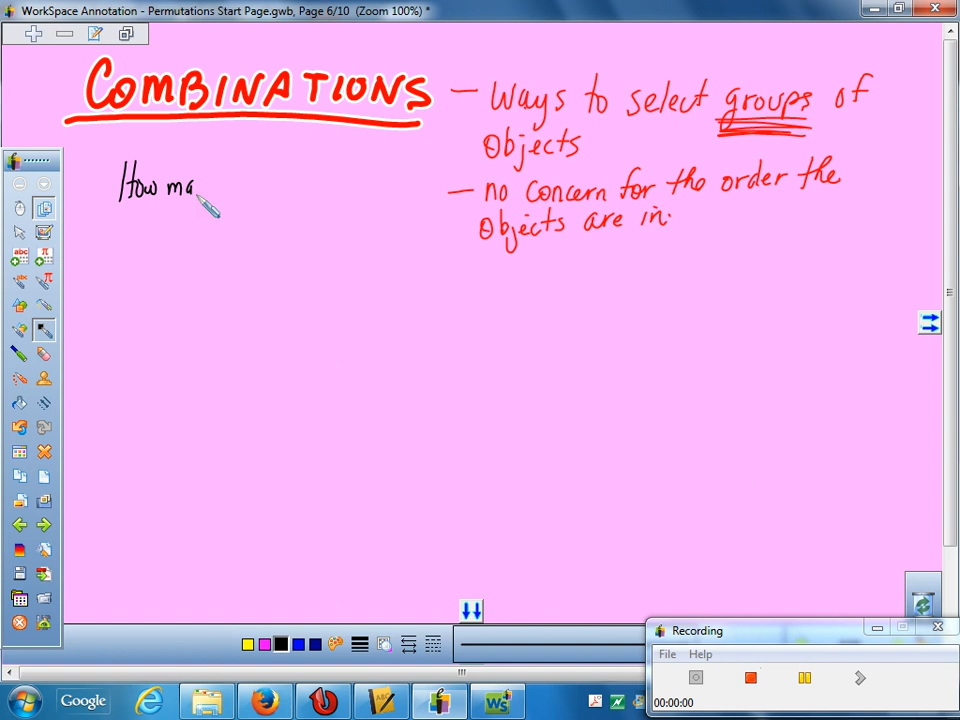 WorkSpace Annotation - Permutations Start Page.gwb, Page 6/10 (Zoom 100%) *
COMBINATIONS
- Ways to select groups of
objects
- no concern for the order the
objects are in.
How ma
Recording
File Help
00:00:00
Google